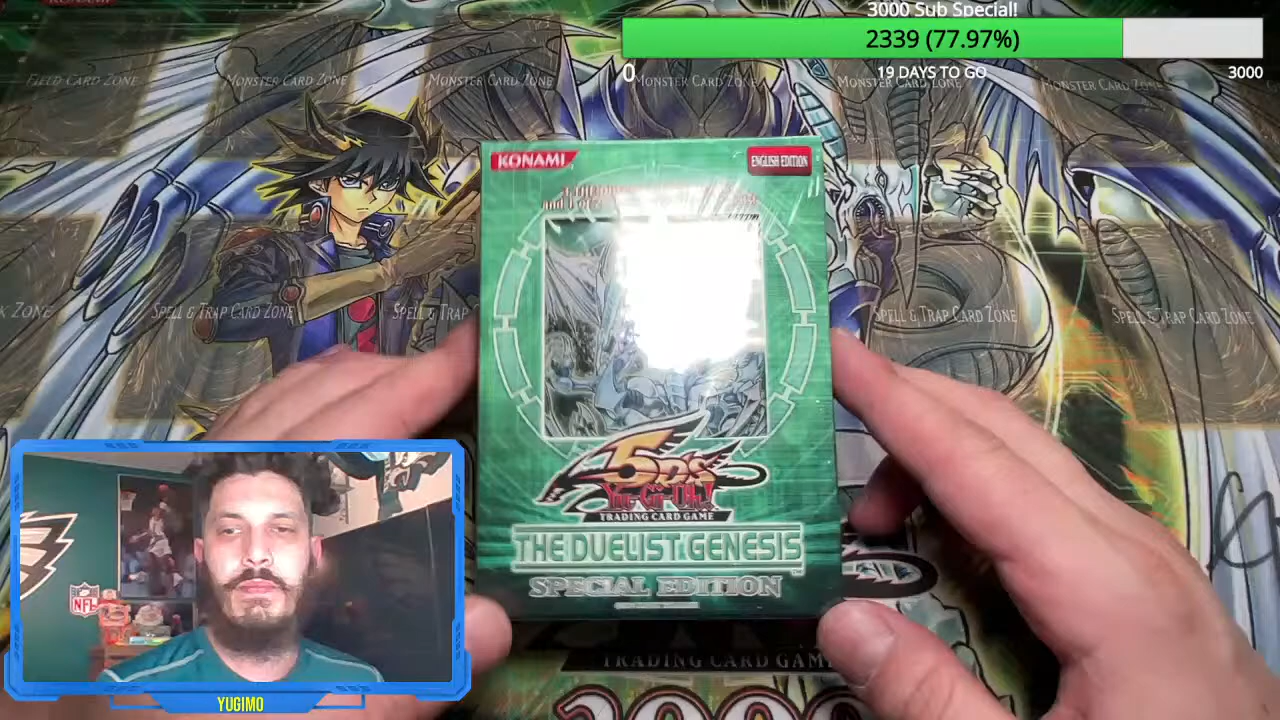 KONAMI
3000 Sub Special!
2339 (77.97%)
0
19 DAYS TO GO
3000
FIELD CARD ZONE
MONSTER CARD ZONE
MONSTER CARD ZONE
MONSTER CARD ZONE
MONSTER CARD ZONE
MONSTER CARD ZONE
KONAMI
ENGLISH EDITION
K ZONE
SPELL & TRAP CARD ZONE
SPELL & TRAP
SPELL & TRAP CARD ZONE
SPELL & TRAP CARD ZONE
5D's
YU-GI-OH!
TRADING CARD GAME
THE DUELIST GENESIS
SPECIAL EDITION
NFL
TRADING CARD GAME
YUGIMO